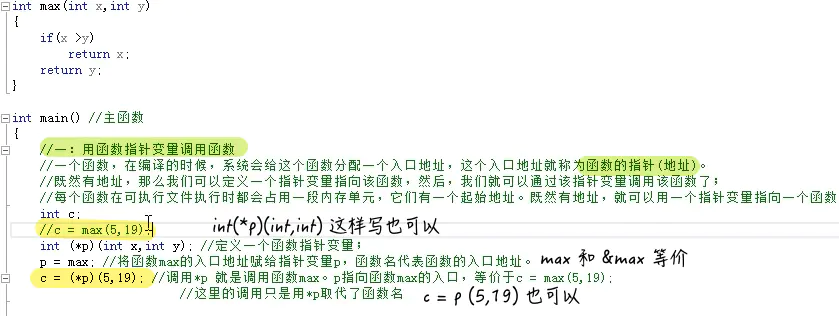 int max(int x,int y)
{
if(x >y)
return x;
return y;
}
int main() //主函数
{
//一：用函数指针变量调用函数
//一个函数，在编译的时候，系统会给这个函数分配一个入口地址，这个入口地址就称为函数的指针(地址)。
//既然有地址，那么我们可以定义一个指针变量指向该函数，然后，我们就可以通过该指针变量调用该函数了；
//每个函数在可执行文件执行时都会占用一段内存单元，它们有一个起始地址。既然有地址，就可以用一个指针变量指向一个函数
int c;
//c = max(5,19);
int(*p)(int,int) 这样写也可以
int (*p)(int x,int y); //定义一个函数指针变量；
p = max; //将函数max的入口地址赋给指针变量p，函数名代表函数的入口地址。 max 和 &max 等价
c = (*p)(5,19); //调用*p 就是调用函数max。p指向函数max的入口，等价于c = max(5,19);
//这里的调用只是用*p取代了函数名 c = p (5,19) 也可以